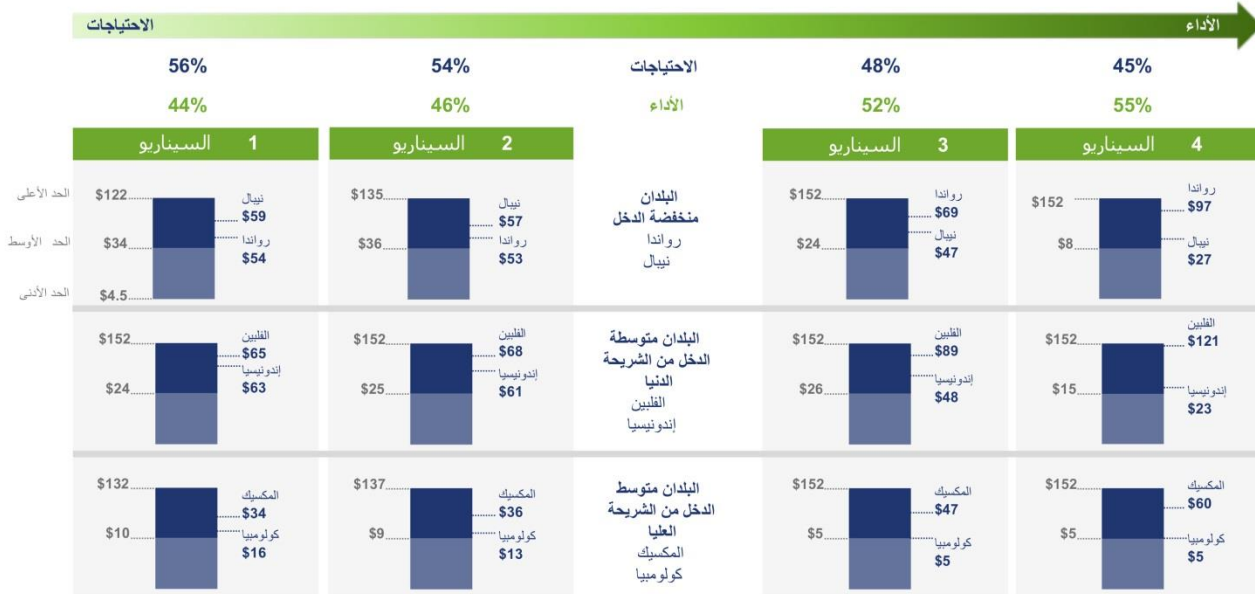 الأداء
الاحتياجات
56% 54% الاحتياجات 48% 45%
44% 46% الأداء 52% 55%
السيناريو 1
السيناريو 2
السيناريو 3
السيناريو 4
الحد الأعلى
الحد الأوسط
الحد الأدنى
$122
$34
$4.5
نيبال
$59
رواندا
$54
$135
$36
نيبال
$57
رواندا
$53
البلدان
منخفضة الدخل
رواندا
نيبال
$152
$24
رواندا
$69
نيبال
$47
$152
$8
رواندا
$97
نيبال
$27
$152
$24
الفلبين
$65
إندونيسيا
$63
$152
$25
الفلبين
$68
إندونيسيا
$61
البلدان متوسطة
الدخل من الشريحة
الدنيا
الفلبين
إندونيسيا
$152
$26
الفلبين
$89
إندونيسيا
$48
$152
$15
الفلبين
$121
إندونيسيا
$23
$132
$10
المكسيك
$34
كولومبيا
$16
$137
$9
المكسيك
$36
كولومبيا
$13
البلدان متوسط
الدخل من الشريحة
العليا
المكسيك
كولومبيا
$152
$5
المكسيك
$47
كولومبيا
$5
$152
$5
المكسيك
$60
كولومبيا
$5